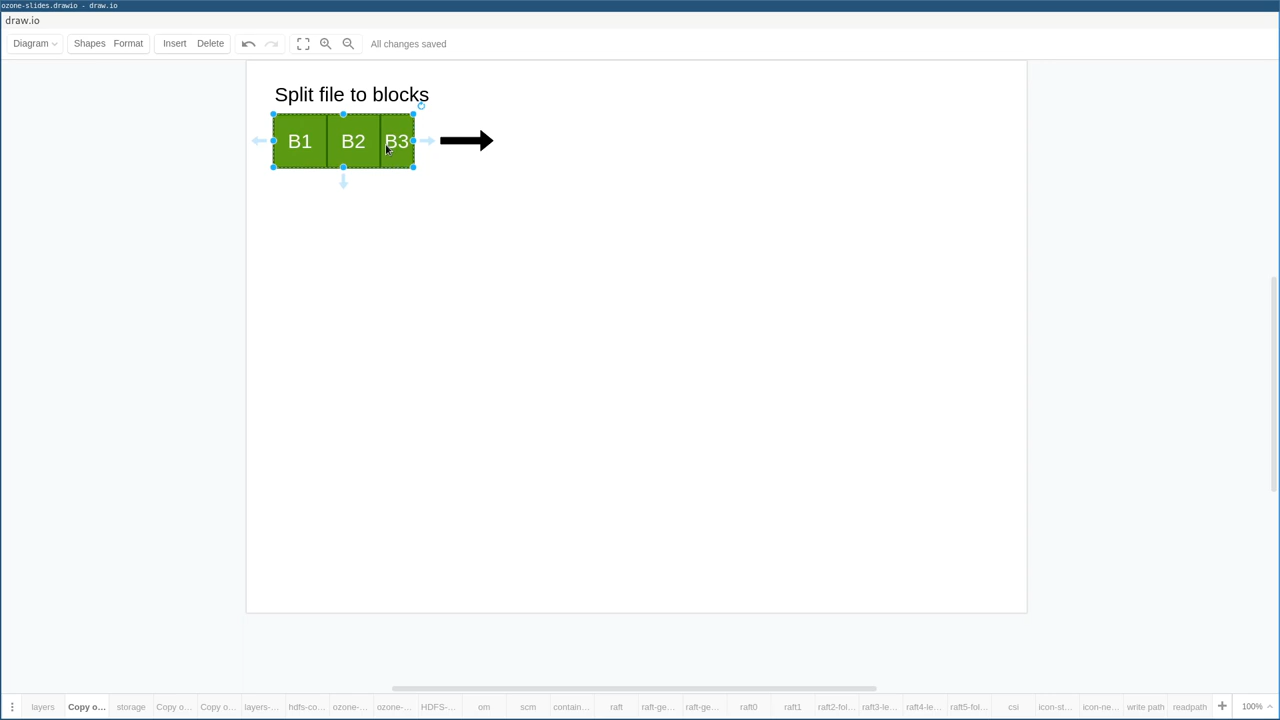 ozone-slides.drawio - draw.io
draw.io
Diagram Shapes Format Insert Delete All changes saved
Split file to blocks
B1 B2 B3
layers Copy o... storage Copy o... Copy o... layers-... hdfs-co... ozone-... ozone-... HDFS-... om scm contain... raft raft-ge... raft-ge... raft0 raft1 raft2-fol... raft3-le... raft4-le... raft5-fol... csi icon-st... icon-ne... write path readpath 100%